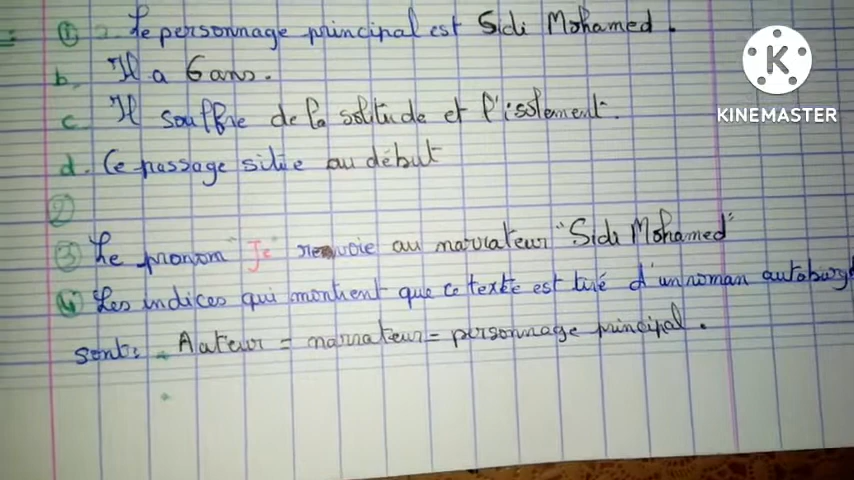 ① a. Le personnage principal est Sidi Mohamed.
b. Il a 6 ans.
c. Il souffre de la solitude et l'isolement.
d. Ce passage sitúe au début
②
③ Le pronom "Je" renvoie au narrateur "Sidi Mohamed"
④ Les indices qui montrent que ce texte est tiré d'un roman
sont: Auteur = narrateur = personnage principal.
KINEMASTER